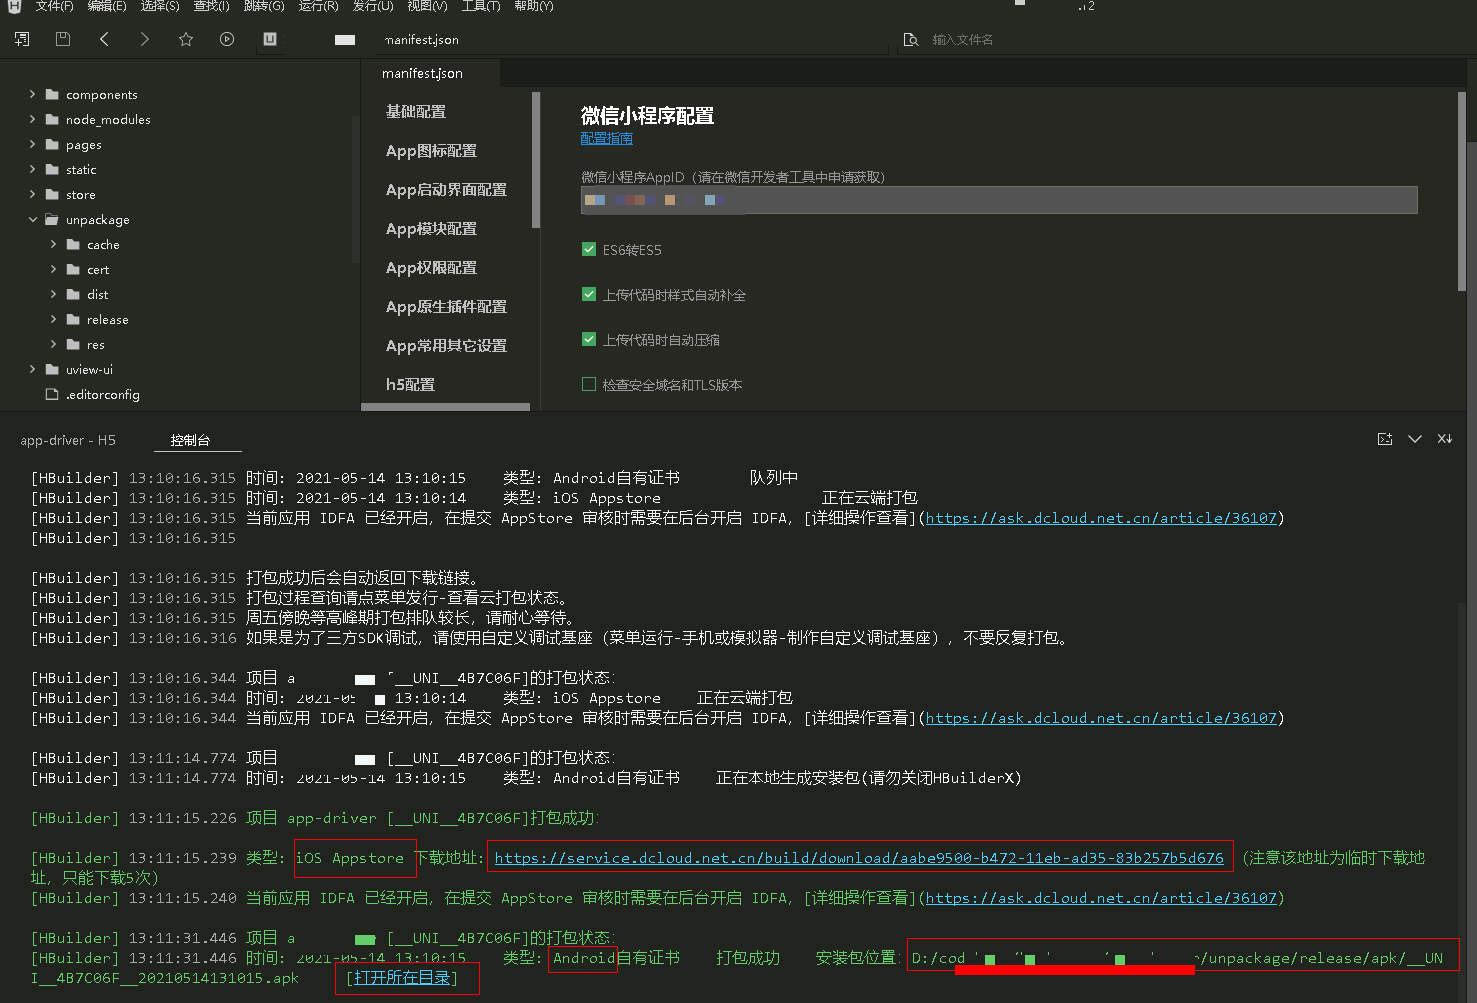 文件(F) 编辑(E) 选择(S) 查找(I) 跳转(G) 运行(R) 发行(U) 视图(V) 工具(T) 帮助(Y)
manifest.json
输入文件名
manifest.json
components
node_modules
pages
static
store
unpackage
cache
cert
dist
release
res
uview-ui
.editorconfig
基础配置
App图标配置
App启动界面配置
App模块配置
App权限配置
App原生插件配置
App常用其它设置
h5配置
微信小程序配置
配置指南
微信小程序AppID（请在微信开发者工具中申请获取）
ES6转ES5
上传代码时样式自动补全
上传代码时自动压缩
检查安全域名和TLS版本
app-driver - H5 控制台
[HBuilder] 13:10:16.315 时间: 2021-05-14 13:10:15 类型: Android自有证书 队列中
[HBuilder] 13:10:16.315 时间: 2021-05-14 13:10:14 类型: iOS Appstore 正在云端打包
[HBuilder] 13:10:16.315 当前应用 IDFA 已经开启，在提交 AppStore 审核时需要在后台开启 IDFA，[详细操作查看](https://ask.dcloud.net.cn/article/36107)
[HBuilder] 13:10:16.315
[HBuilder] 13:10:16.315 打包成功后会自动返回下载链接。
[HBuilder] 13:10:16.315 打包过程查询请点菜单发行-查看云打包状态。
[HBuilder] 13:10:16.315 周五傍晚等高峰期打包排队较长，请耐心等待。
[HBuilder] 13:10:16.316 如果是为了三方SDK调试，请使用自定义调试基座（菜单运行-手机或模拟器-制作自定义调试基座），不要反复打包。
[HBuilder] 13:10:16.344 项目 a [__UNI__4B7C06F]的打包状态:
[HBuilder] 13:10:16.344 时间: 2021-05 13:10:14 类型: iOS Appstore 正在云端打包
[HBuilder] 13:10:16.344 当前应用 IDFA 已经开启，在提交 AppStore 审核时需要在后台开启 IDFA，[详细操作查看](https://ask.dcloud.net.cn/article/36107)
[HBuilder] 13:11:14.774 项目 [__UNI__4B7C06F]的打包状态:
[HBuilder] 13:11:14.774 时间: 2021-05-14 13:10:15 类型: Android自有证书 正在本地生成安装包(请勿关闭HBuilderX)
[HBuilder] 13:11:15.226 项目 app-driver [__UNI__4B7C06F]打包成功:
[HBuilder] 13:11:15.239 类型: iOS Appstore 下载地址: https://service.dcloud.net.cn/build/download/aabe9500-b472-11eb-ad35-83b257b5d676 （注意该地址为临时下载地
址，只能下载5次）
[HBuilder] 13:11:15.240 当前应用 IDFA 已经开启，在提交 AppStore 审核时需要在后台开启 IDFA，[详细操作查看](https://ask.dcloud.net.cn/article/36107)
[HBuilder] 13:11:31.446 项目 a [__UNI__4B7C06F]的打包状态:
[HBuilder] 13:11:31.446 时间: 2021-05-14 13:10:15 类型: Android自有证书 打包成功 安装包位置: D:/cod r/unpackage/release/apk/__UN
I__4B7C06F__20210514131015.apk [打开所在目录]